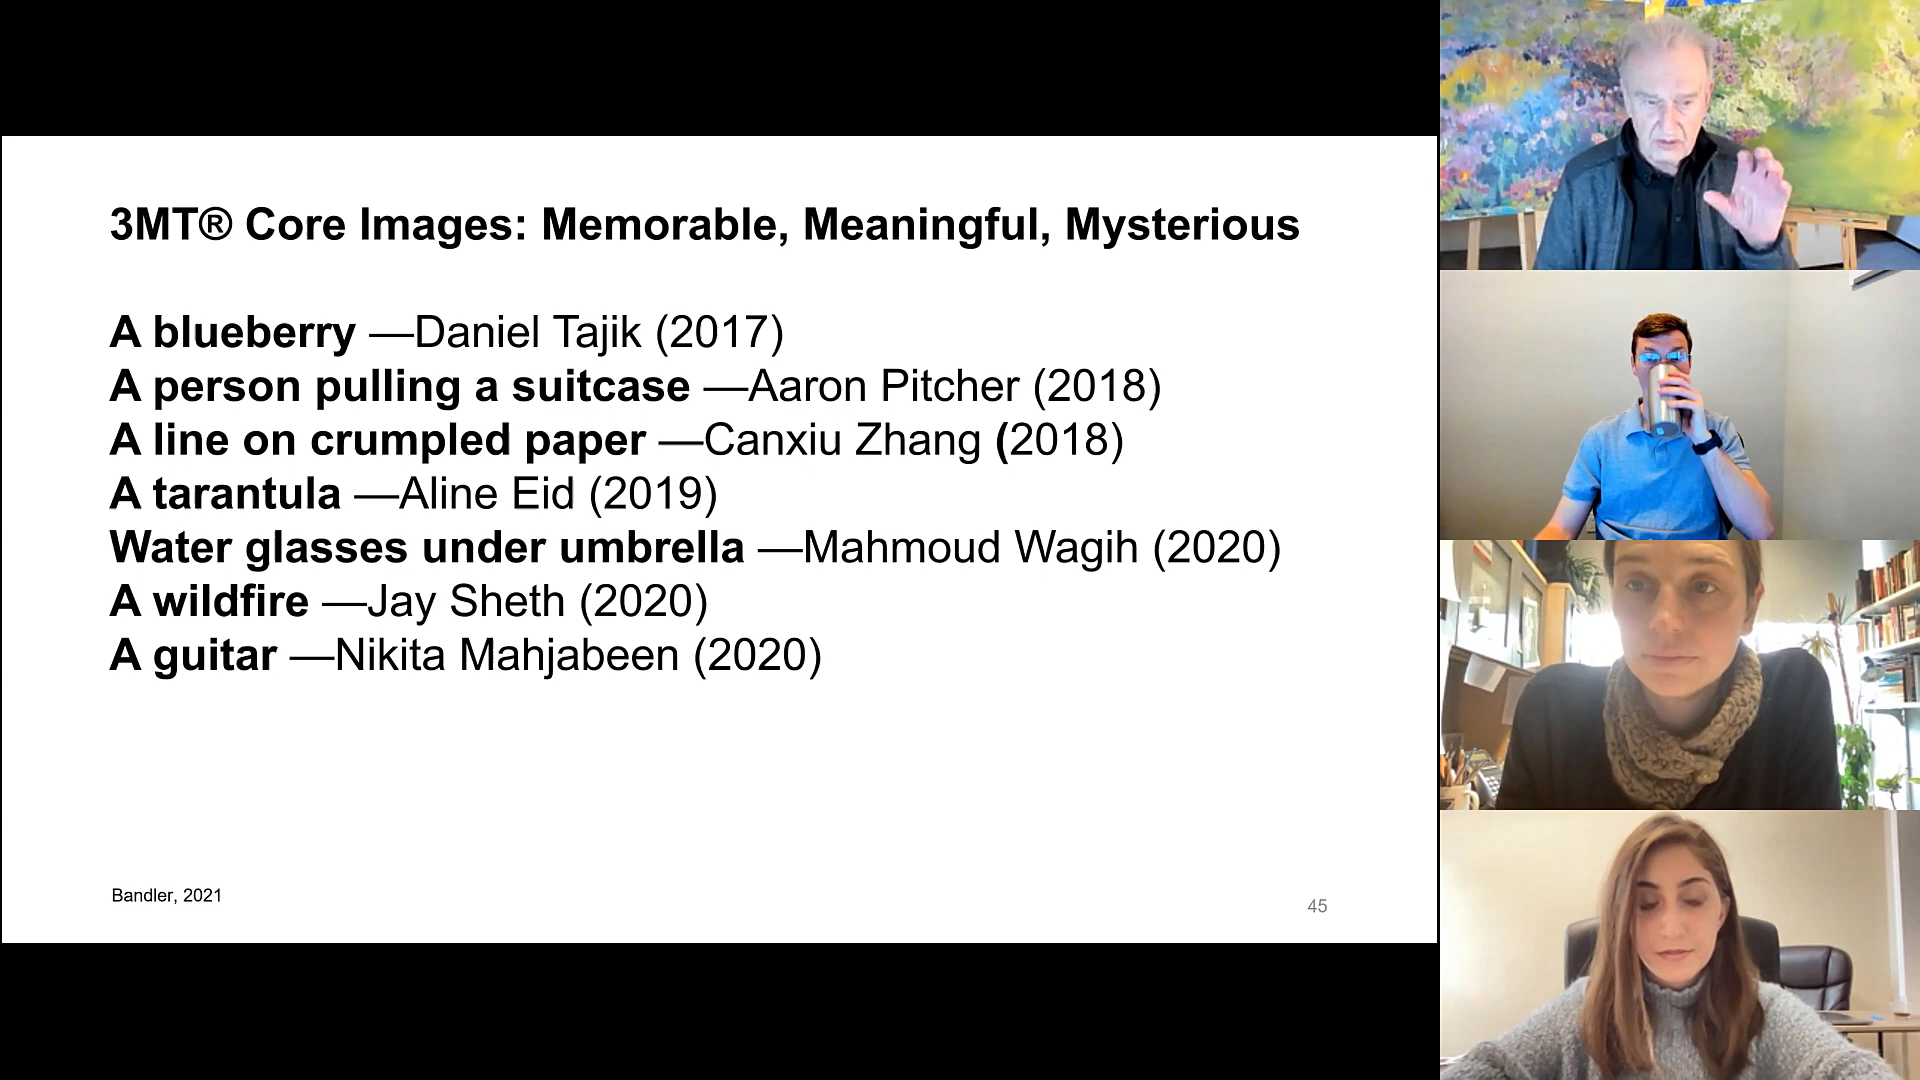 3MT® Core Images: Memorable, Meaningful, Mysterious
A blueberry —Daniel Tajik (2017)
A person pulling a suitcase —Aaron Pitcher (2018)
A line on crumpled paper —Canxiu Zhang (2018)
A tarantula —Aline Eid (2019)
Water glasses under umbrella —Mahmoud Wagih (2020)
A wildfire —Jay Sheth (2020)
A guitar —Nikita Mahjabeen (2020)
Bandler, 2021
45